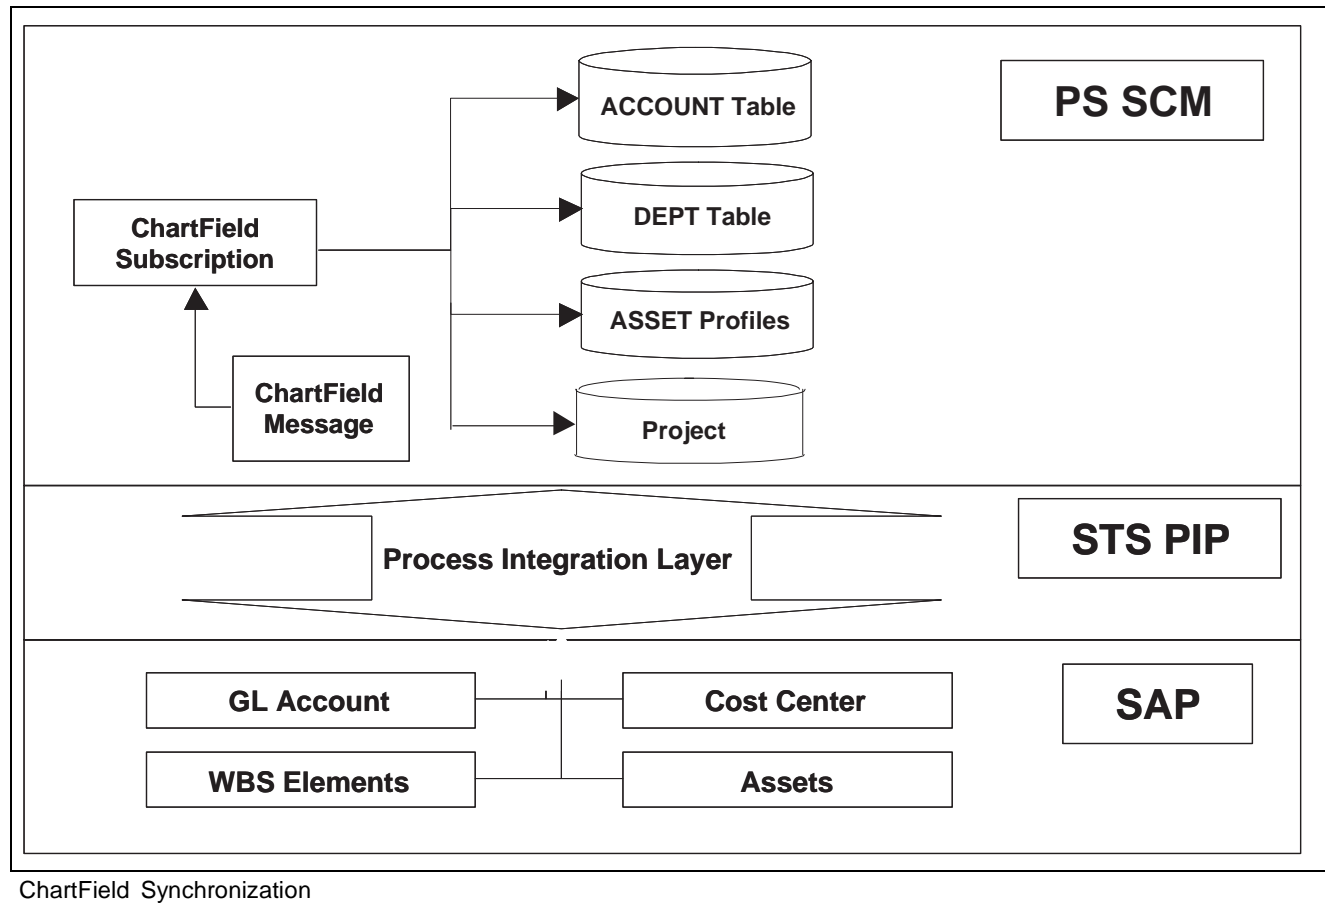 ACCOUNT Table
PS SCM
DEPT Table
ChartField
Subscription
ASSET Profiles
ChartField
Message
Project
Process Integration Layer
STS PIP
GL Account
Cost Center
SAP
WBS Elements
Assets
ChartField Synchronization